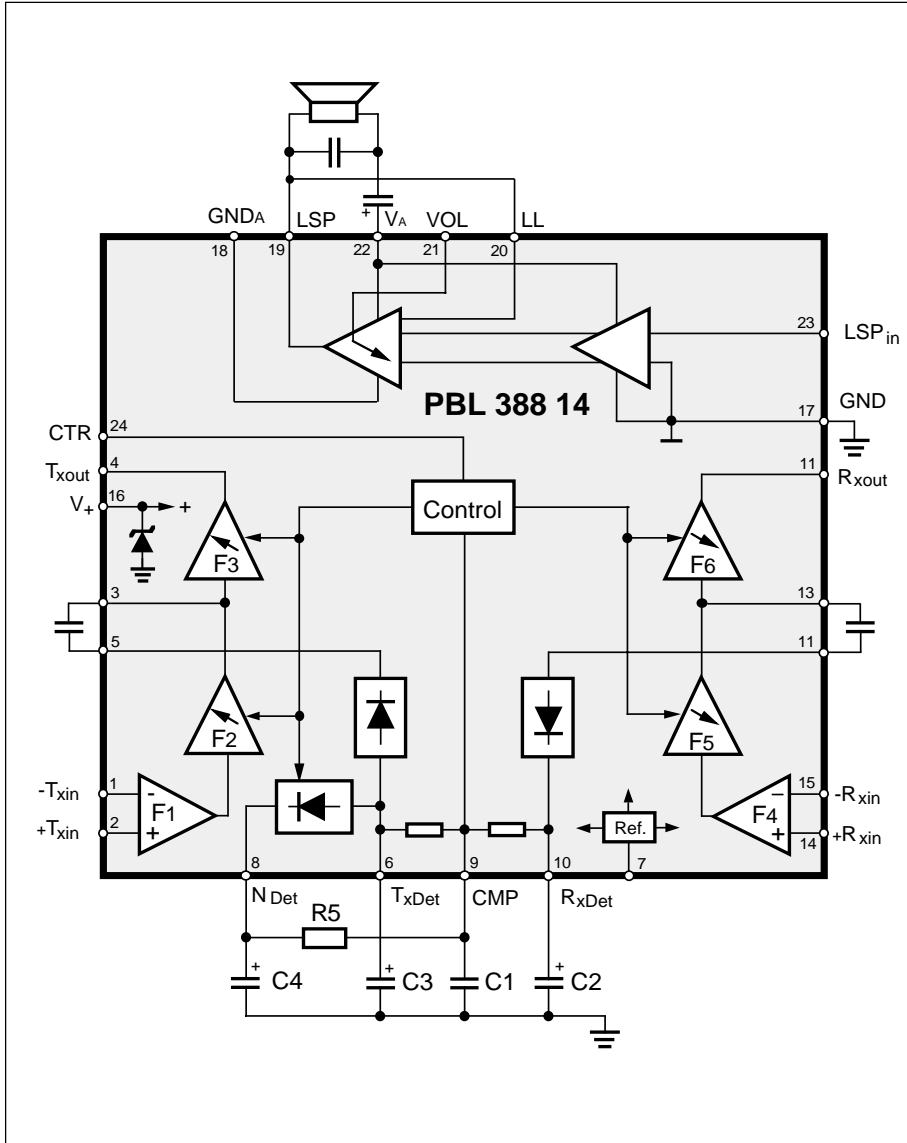 GNDA LSP VA VOL LL
+
18 19 22 21 20
23 LSPin
PBL 388 14
17 GND
CTR 24
Txout 4
11 Rxout
V+ 16 +
Control
F3 F6
3 13
5 11
F2 F5
-Txin 1 - F1
+Txin 2 +
15 -Rxin
− F4
+ 14 +Rxin
Ref.
8 6 9 10 7
NDet TxDet CMP RxDet
R5
+ C4 + C3 C1 + C2